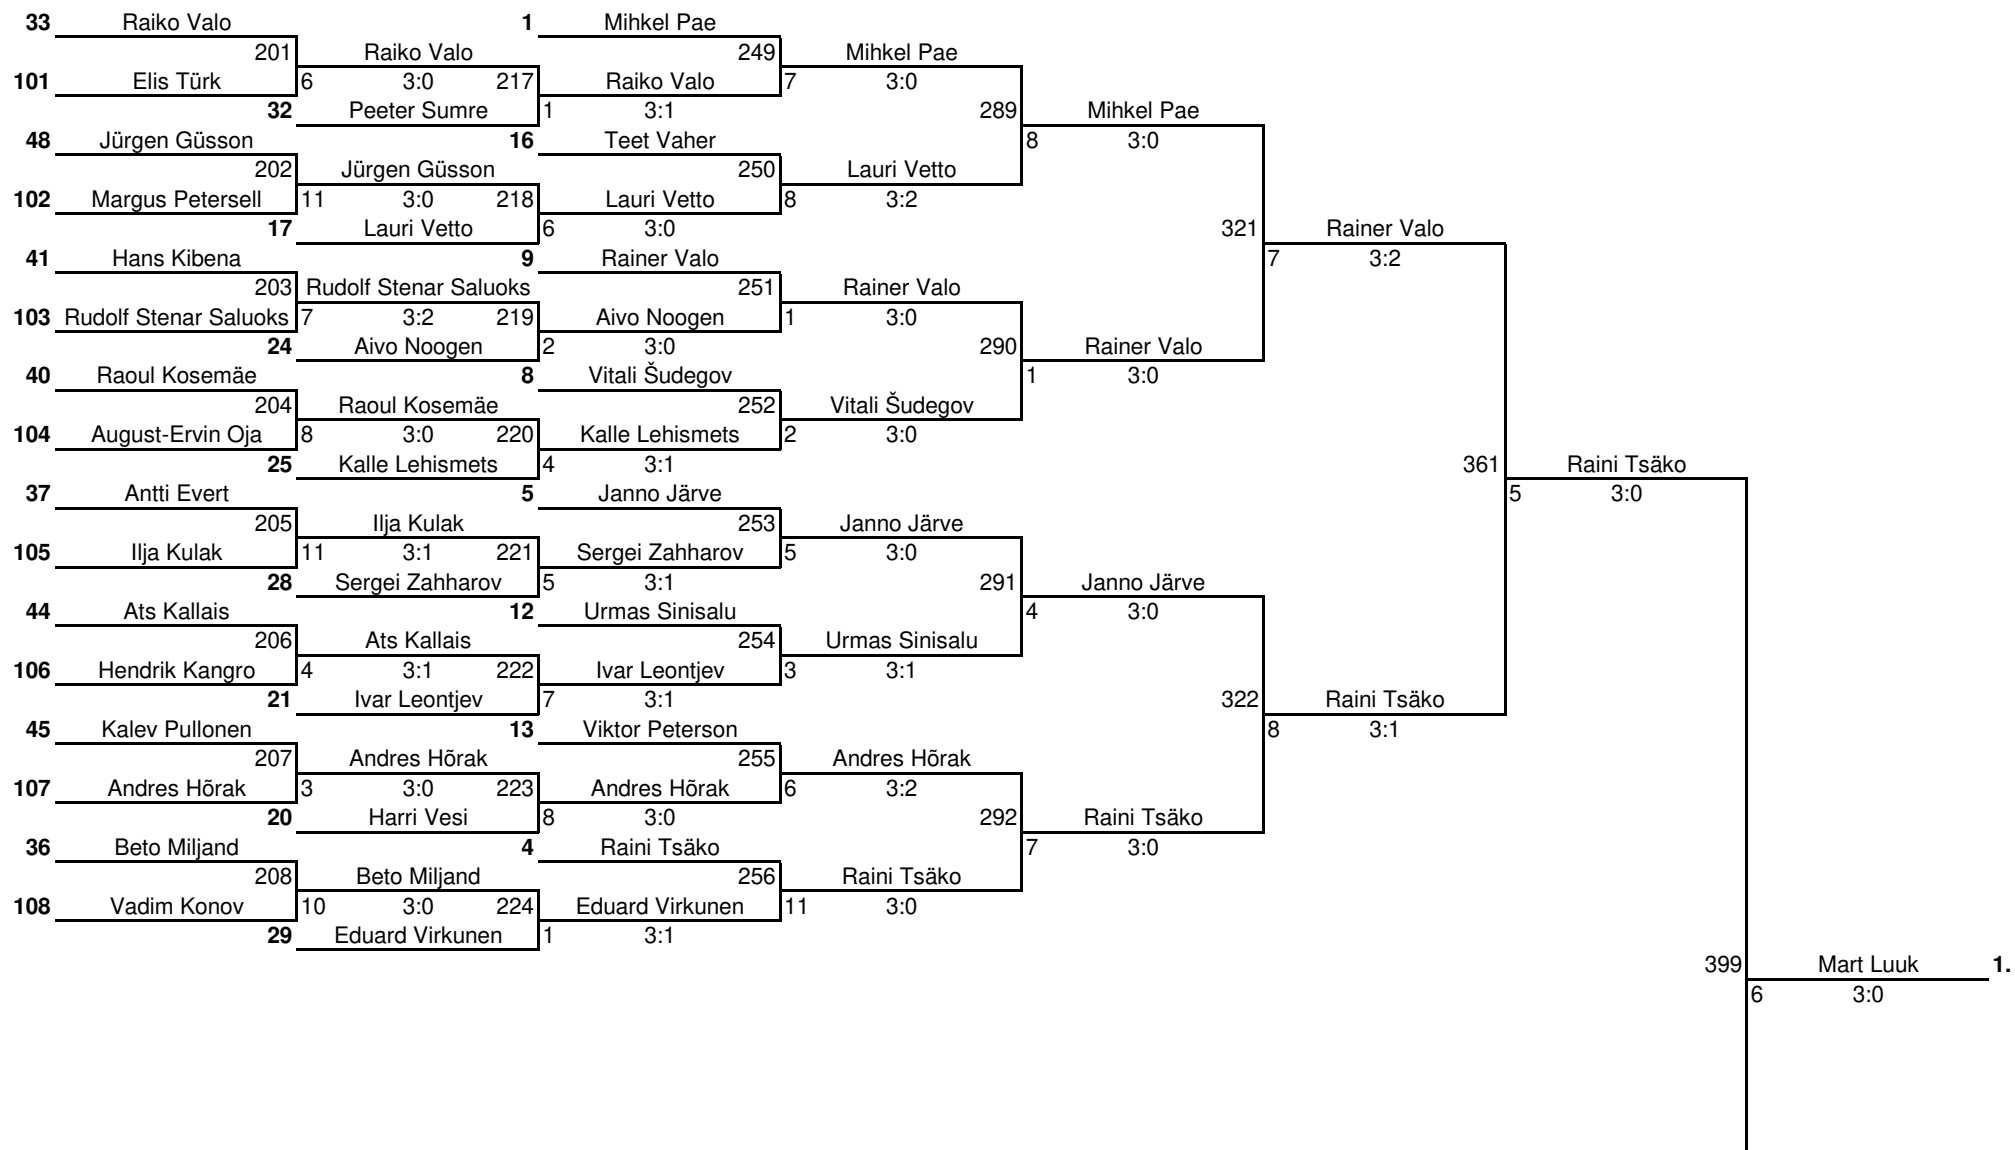 33 Raiko Valo 1 Mihkel Pae
201 Raiko Valo 249 Mihkel Pae
101 Elis Türk 6 3:0 217 Raiko Valo 7 3:0
32 Peeter Sumre 1 3:1 289 Mihkel Pae
48 Jürgen Güsson 16 Teet Vaher 8 3:0
202 Jürgen Güsson 250 Lauri Vetto
102 Margus Petersell 11 3:0 218 Lauri Vetto 8 3:2
17 Lauri Vetto 6 3:0 321 Rainer Valo
41 Hans Kibena 9 Rainer Valo 7 3:2
203 Rudolf Stenar Saluoks 251 Rainer Valo
103 Rudolf Stenar Saluoks 7 3:2 219 Aivo Noogen 1 3:0
24 Aivo Noogen 2 3:0 290 Rainer Valo
40 Raoul Kosemäe 8 Vitali Šudegov 1 3:0
204 Raoul Kosemäe 252 Vitali Šudegov
104 August-Ervin Oja 8 3:0 220 Kalle Lehismets 2 3:0
25 Kalle Lehismets 4 3:1 361 Raini Tsäko
37 Antti Evert 5 Janno Järve 5 3:0
205 Ilja Kulak 253 Janno Järve
105 Ilja Kulak 11 3:1 221 Sergei Zahharov 5 3:0
28 Sergei Zahharov 5 3:1 291 Janno Järve
44 Ats Kallais 12 Urmas Sinisalu 4 3:0
206 Ats Kallais 254 Urmas Sinisalu
106 Hendrik Kangro 4 3:1 222 Ivar Leontjev 3 3:1
21 Ivar Leontjev 7 3:1 322 Raini Tsäko
45 Kalev Pullonen 13 Viktor Peterson 8 3:1
207 Andres Hõrak 255 Andres Hõrak
107 Andres Hõrak 3 3:0 223 Andres Hõrak 6 3:2
20 Harri Vesi 8 3:0 292 Raini Tsäko
36 Beto Miljand 4 Raini Tsäko 7 3:0
208 Beto Miljand 256 Raini Tsäko
108 Vadim Konov 10 3:0 224 Eduard Virkunen 11 3:0
29 Eduard Virkunen 1 3:1
399 Mart Luuk 1.
6 3:0